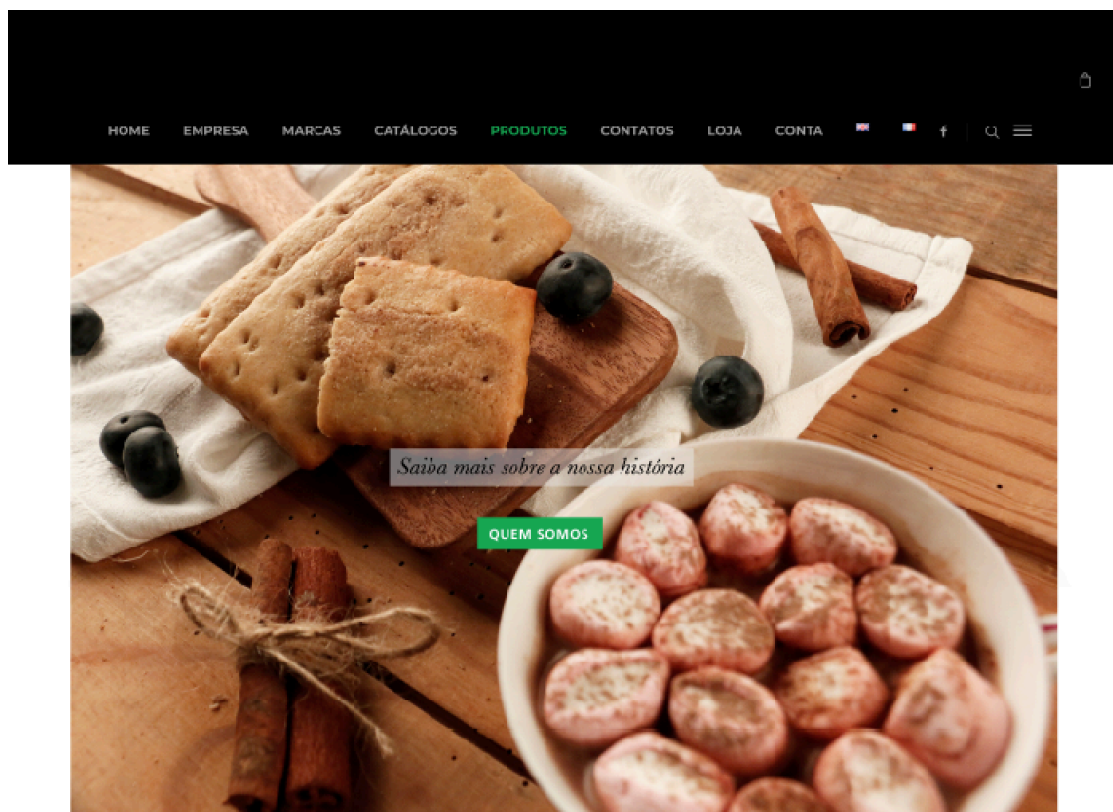 HOME EMPRESA MARCAS CATÁLOGOS PRODUTOS CONTATOS LOJA CONTA f
Saiba mais sobre a nossa história
QUEM SOMOS